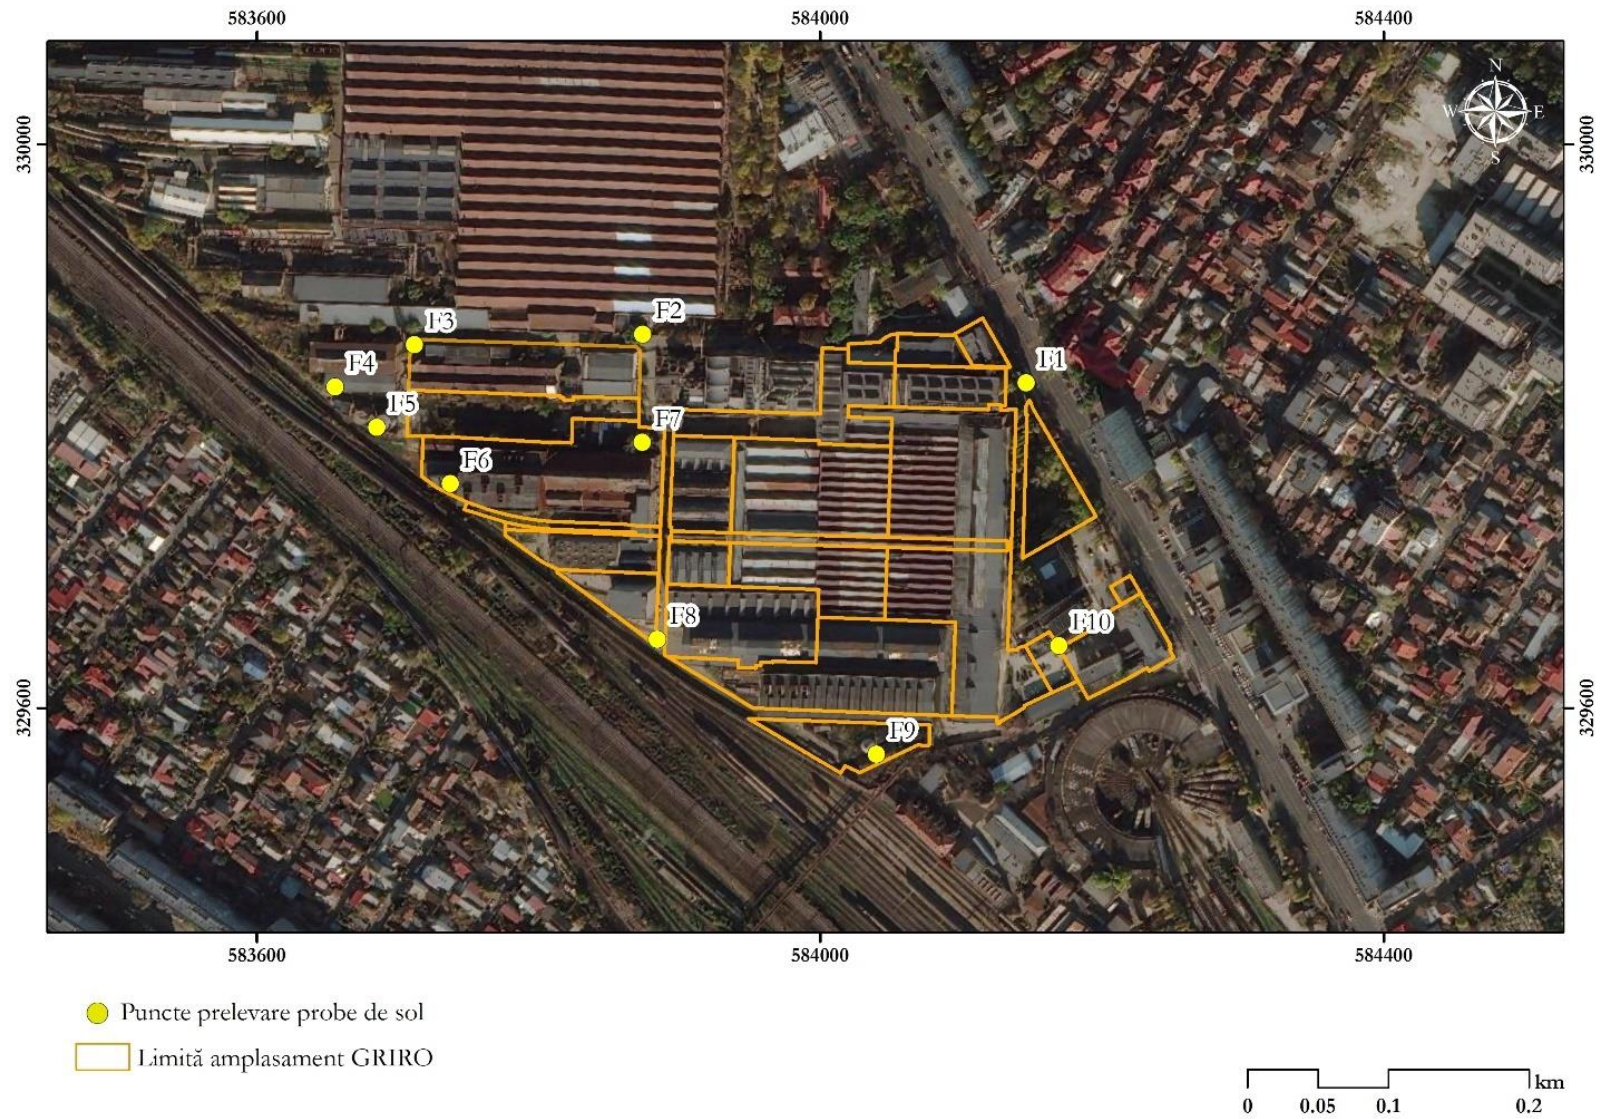 583600 584000 584400
N
W E
S
330000 330000
F2
F3
F1
F4
F5
F7
F6
F8
F10
329600 329600
F9
583600 584000 584400
Puncte prelevare probe de sol
Limită amplasament GRIRO
km
0 0.05 0.1 0.2